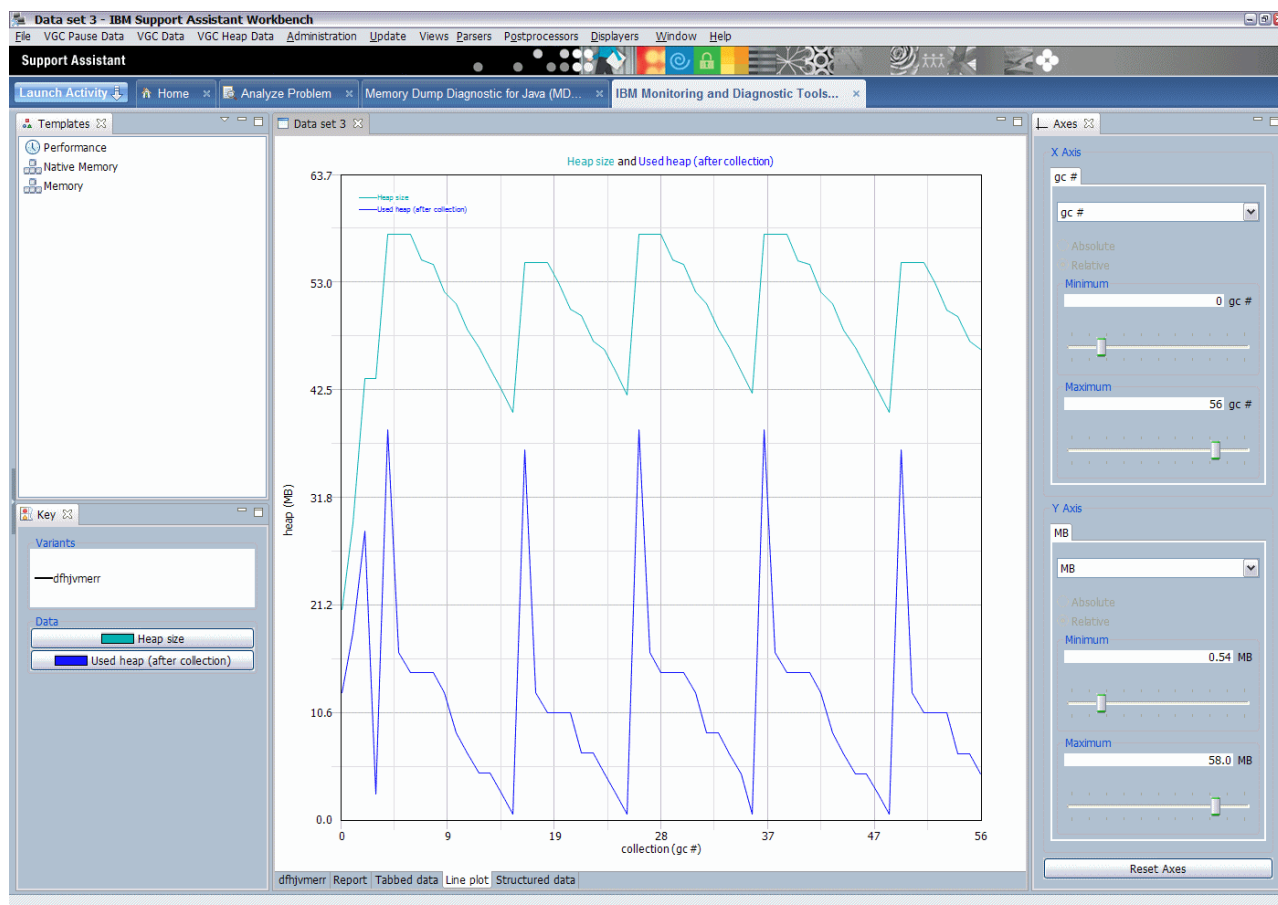 Data set 3 - IBM Support Assistant Workbench
File VGC Pause Data VGC Data VGC Heap Data Administration Update Views Parsers Postprocessors Displayers Window Help
Support Assistant
Launch Activity Home Analyze Problem Memory Dump Diagnostic for Java (MD... IBM Monitoring and Diagnostic Tools...
Templates
Performance
Native Memory
Memory
Key
Variants
dfhjvmerr
Data
Heap size
Used heap (after collection)
Data set 3
Heap size and Used heap (after collection)
Heap size
Used heap (after collection)
63.7
53.0
42.5
31.8
21.2
10.6
0.0
heap (MB)
0 9 19 28 37 47 56
collection (gc #)
dfhjvmerr Report Tabbed data Line plot Structured data
Axes
X Axis
gc #
gc #
Absolute
Relative
Minimum
0 gc #
Maximum
56 gc #
Y Axis
MB
MB
Absolute
Relative
Minimum
0.54 MB
Maximum
58.0 MB
Reset Axes